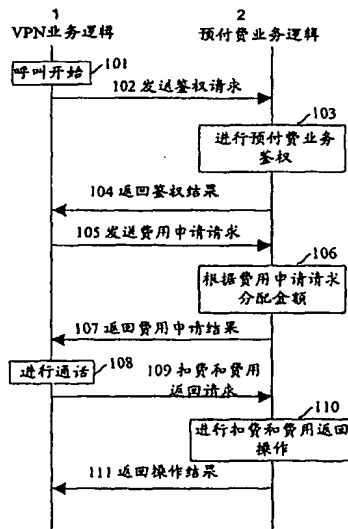 1
2
VPN业务逻辑
预付费业务逻辑
呼叫开始
101
102 发送鉴权请求
103
进行预付费业务
鉴权
104 返回鉴权结果
105 发送费用申请请求
106
根据费用申请请求
分配金额
107 返回费用申请结果
进行通话
108
109 扣费和费用
返回请求
110
进行扣费和费用返回
操作
111 返回操作结果